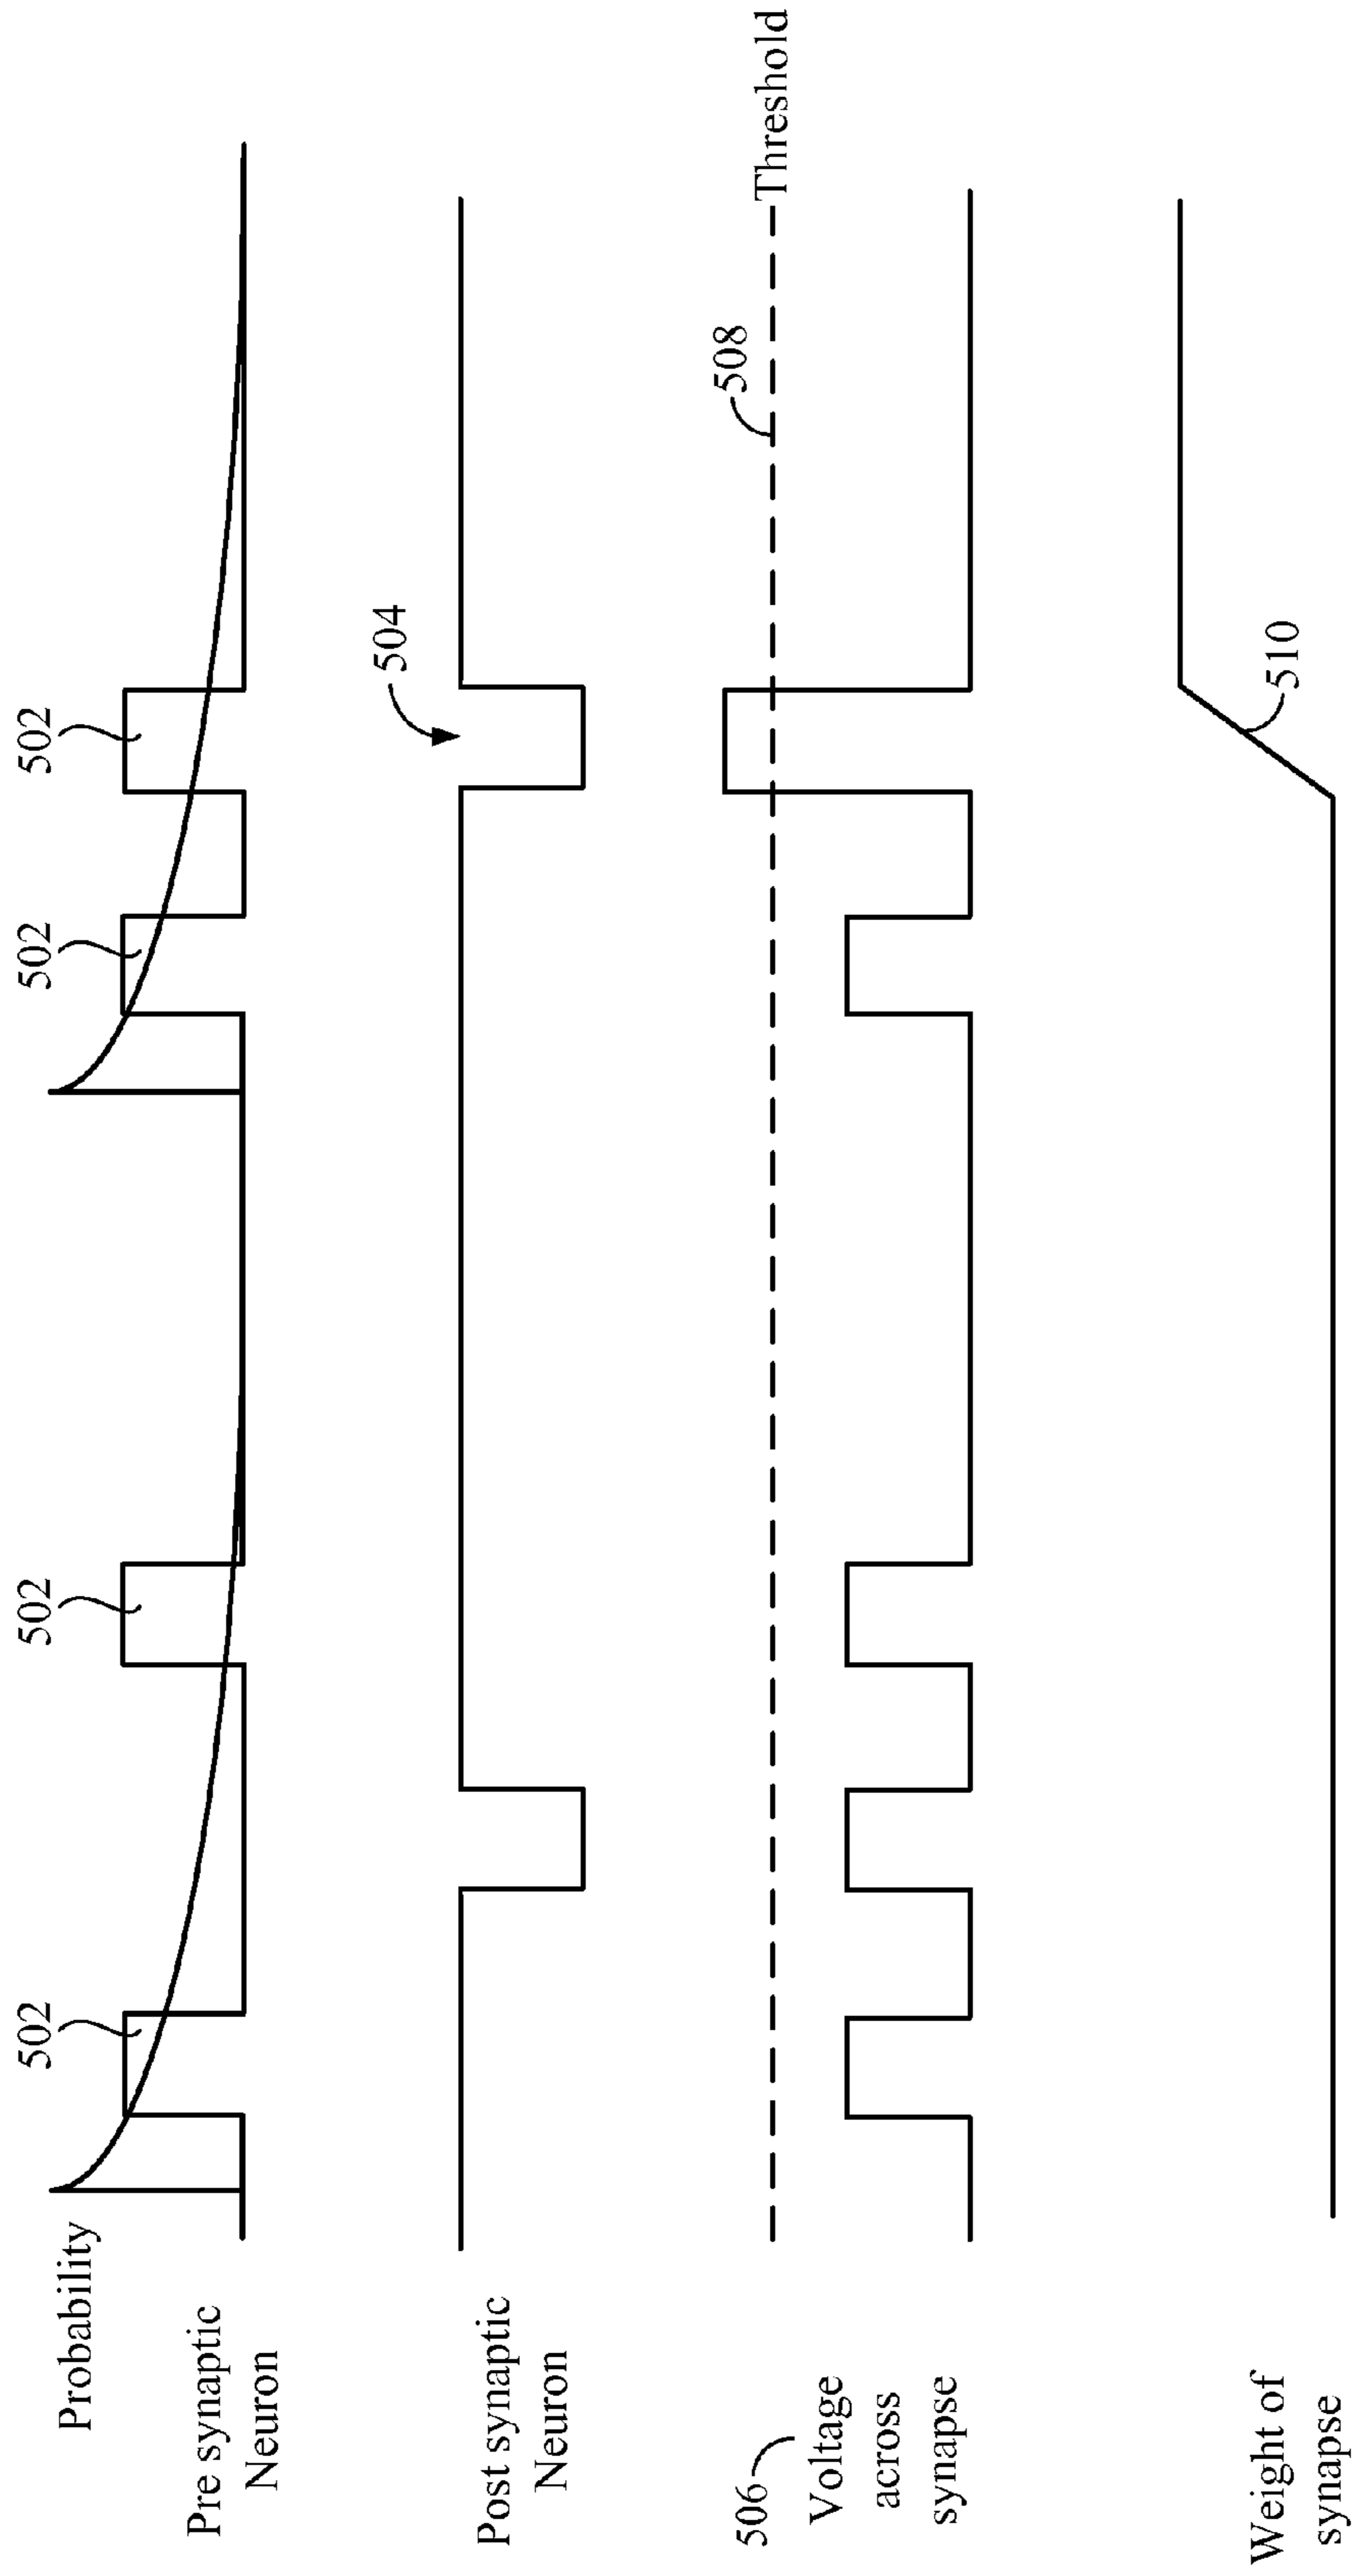 Probability
502
502
502
502
Pre synaptic
Neuron
504
Post synaptic
Neuron
508
Threshold
506
Voltage
across
synapse
510
Weight of
synapse